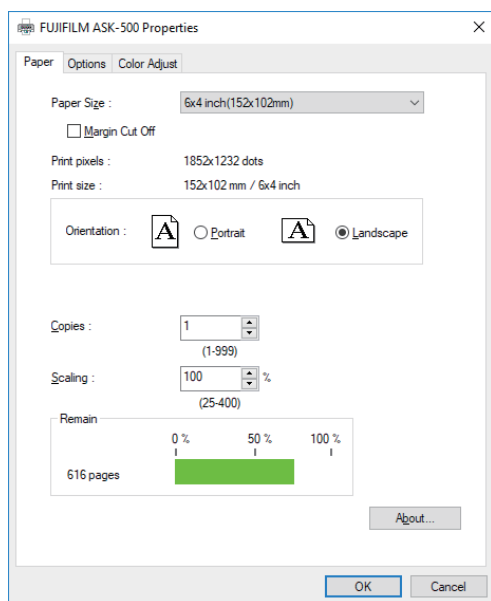 FUJIFILM ASK-500 Properties
Paper Options Color Adjust
Paper Size : 6x4 inch(152x102mm)
Margin Cut Off
Print pixels : 1852x1232 dots
Print size : 152x102 mm / 6x4 inch
Orientation : A Portrait A Landscape
Copies : 1
(1-999)
Scaling : 100 %
(25-400)
Remain
0 % 50 % 100 %
616 pages
About...
OK Cancel